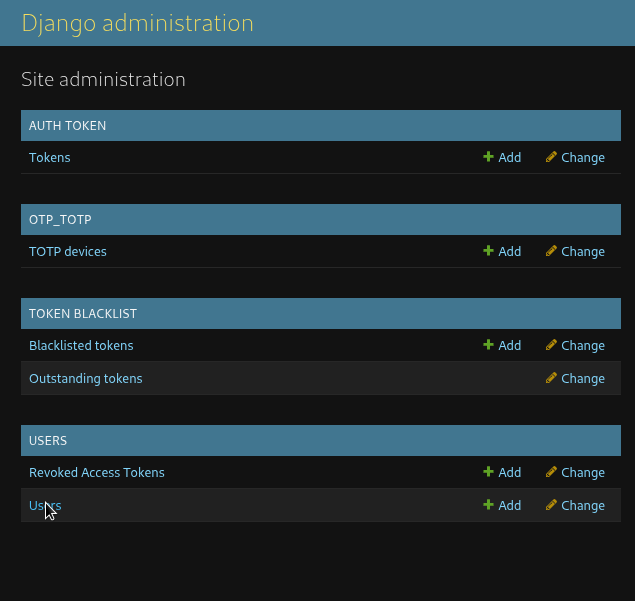 Django administration
Site administration
AUTH TOKEN
Tokens Add Change
OTP_TOTP
TOTP devices Add Change
TOKEN BLACKLIST
Blacklisted tokens Add Change
Outstanding tokens Change
USERS
Revoked Access Tokens Add Change
Users Add Change